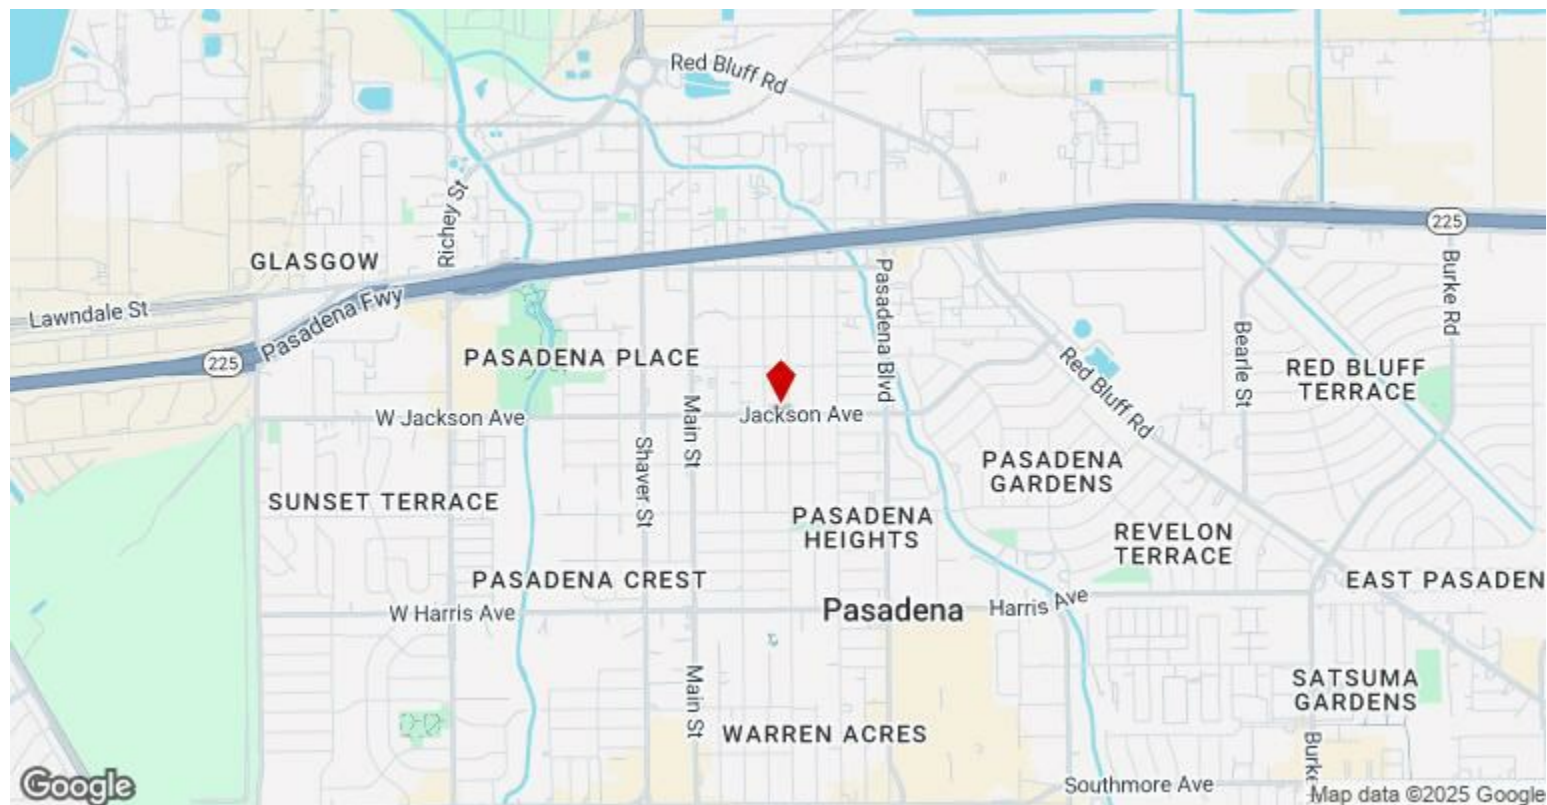 Red Bluff Rd
Richey St
GLASGOW
Pasadena Blvd
225
Burke Rd
Lawndale St
Pasadena Fwy
225
PASADENA PLACE
Bearle St
Red Bluff Rd
RED BLUFF
TERRACE
W Jackson Ave
Main St
Jackson Ave
Shaver St
SUNSET TERRACE
PASADENA
GARDENS
PASADENA
HEIGHTS
REVELON
TERRACE
PASADENA CREST
EAST PASADEN
W Harris Ave
Pasadena
Harris Ave
Main St
SATSUMA
GARDENS
WARREN ACRES
Burke
Southmore Ave
Google
Map data ©2025 Google